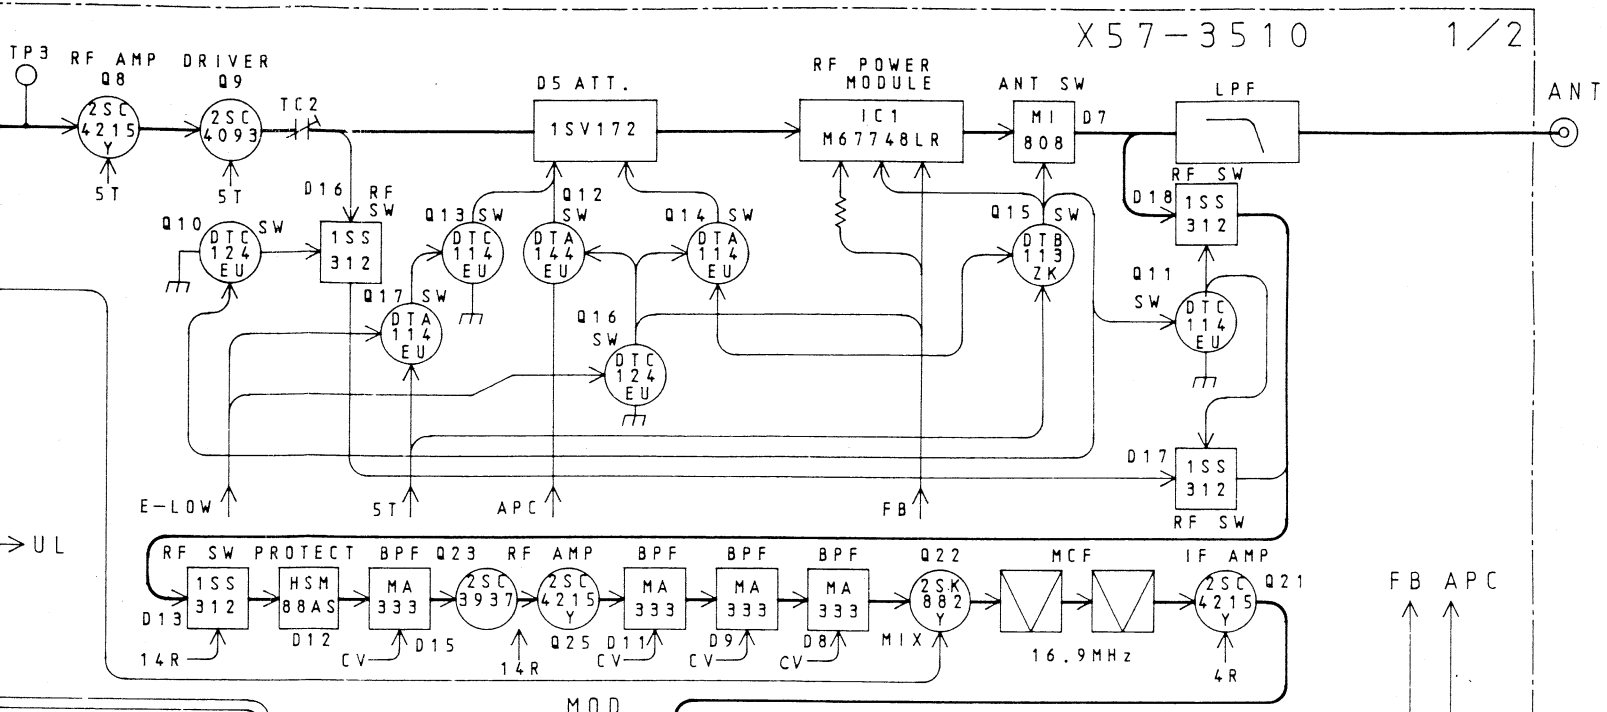 X57-3510 1/2
TP3
RF AMP
Q8
DRIVER
Q9
2SC
4215
Y
5T
2SC
4093
5T
TC2
D5 ATT.
1SV172
RF POWER
MODULE
IC1
M67748LR
ANT SW
MI
808
D7
LPF
ANT
Q10
DTC
124
EU
SW
D16
RF
SW
1SS
312
Q13 SW
DTC
114
EU
Q12
SW
DTA
144
EU
Q14 SW
DTA
114
EU
Q15 SW
DTB
113
ZK
RF SW
D18
1SS
312
Q11
SW
DTC
114
EU
Q17 SW
DTA
114
EU
Q16
SW
DTC
124
EU
D17
1SS
312
RF SW
E-LOW
5T
APC
FB
UL
RF SW
1SS
312
D13
14R
PROTECT
HSM
88AS
D12
BPF
MA
333
D15
CV
Q23
2SC
3937
14R
RF AMP
2SC
4215
Y
Q25
BPF
MA
333
D11
CV
BPF
MA
333
D9
CV
BPF
MA
333
D8
CV
Q22
2SK
882
Y
MIX
MCF
16.9MHz
IF AMP
2SC
4215
Y
Q21
4R
FB APC
MOD